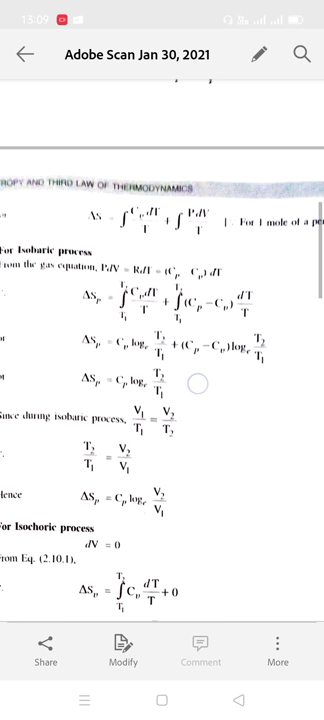 13:09
Adobe Scan Jan 30, 2021
ROPY AND THIRD LAW OF THERMODYNAMICS
ΔS = ∫ CᵥdT/T + ∫ PdV/T [∵ For 1 mole of a per
For Isobaric process
From the gas equation, PdV = RdT = (Cₚ − Cᵥ) dT
∴ ΔSₚ = ∫_T₁^T₂ CᵥdT/T + ∫_T₁^T₂ (Cₚ − Cᵥ) dT/T
or ΔSₚ = Cᵥ logₑ T₂/T₁ + (Cₚ − Cᵥ) logₑ T₂/T₁
or ΔSₚ = Cₚ logₑ T₂/T₁
Since during isobaric process, V₁/T₁ = V₂/T₂
∴ T₂/T₁ = V₂/V₁
Hence ΔSₚ = Cₚ logₑ V₂/V₁
For Isochoric process
dV = 0
From Eq. (2.10.1),
∴ ΔSᵥ = ∫_T₁^T₂ Cᵥ dT/T + 0
Share Modify Comment More